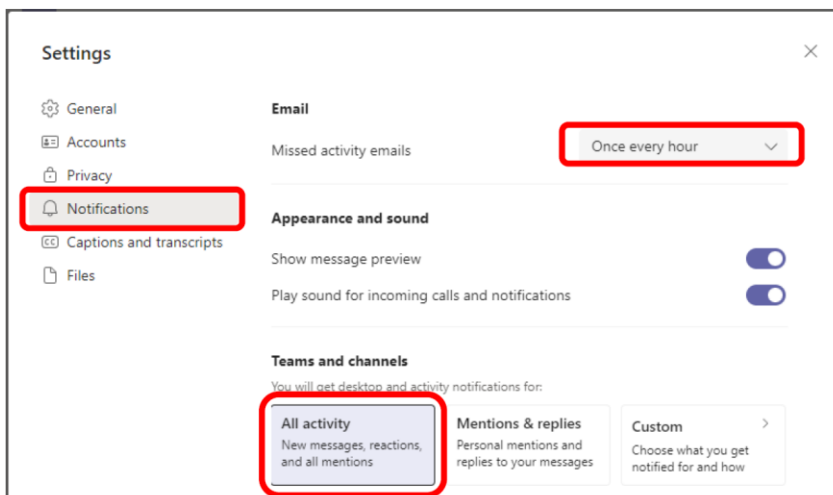 Settings
General
Accounts
Privacy
Notifications
Captions and transcripts
Files
Email
Missed activity emails
Once every hour
Appearance and sound
Show message preview
Play sound for incoming calls and notifications
Teams and channels
You will get desktop and activity notifications for:
All activity
New messages, reactions,
and all mentions
Mentions & replies
Personal mentions and
replies to your messages
Custom
Choose what you get
notified for and how